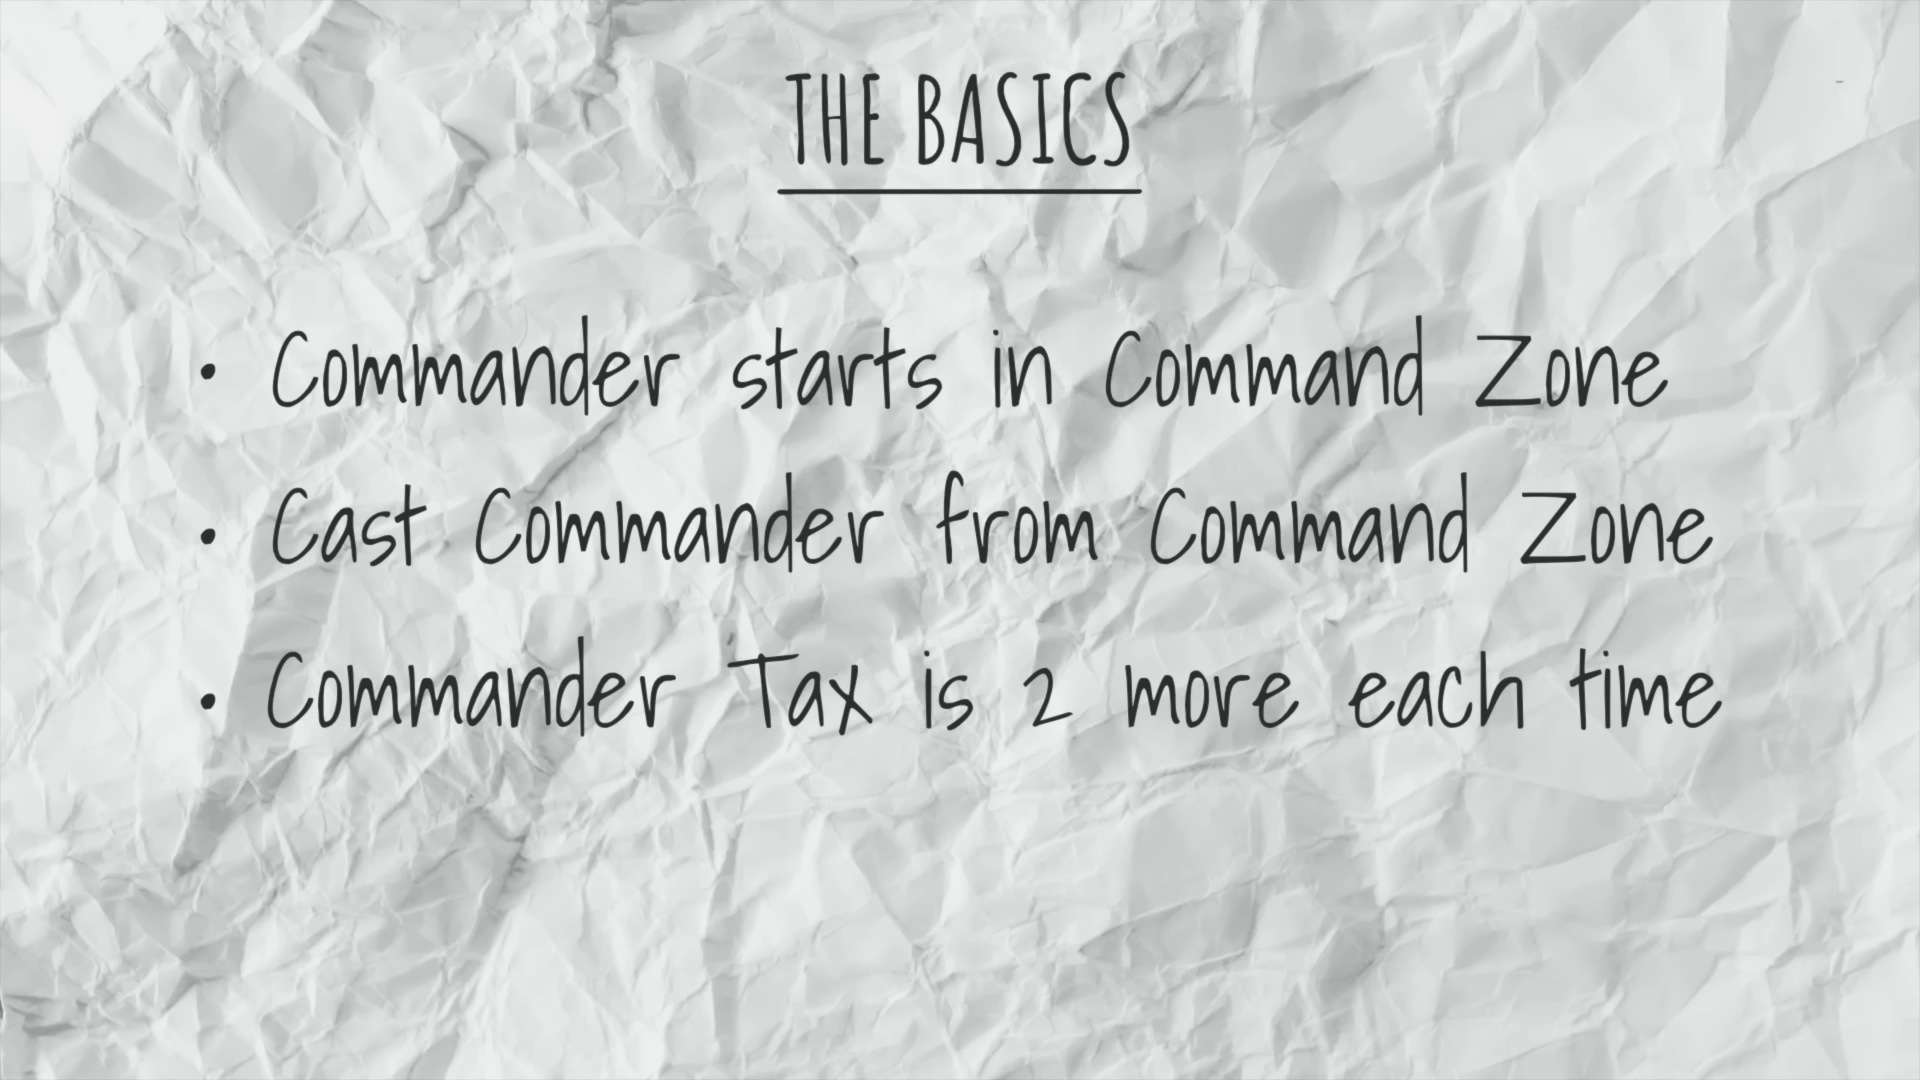 THE BASICS
• Commander starts in Command Zone
• Cast Commander from Command Zone
• Commander Tax is 2 more each time